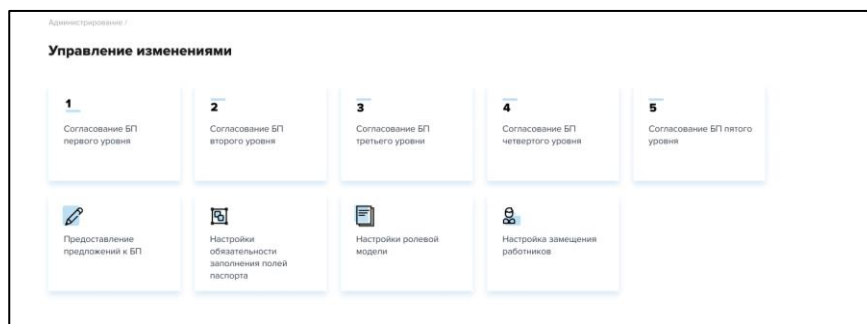 Администрирование /
Управление изменениями
1
Согласование БП
первого уровня
2
Согласование БП
второго уровня
3
Согласование БП
третьего уровни
4
Согласование БП
четвертого уровня
5
Согласование БП пятого
уровня
Предоставление
предложений к БП
Настройки
обязательности
заполнения полей
паспорта
Настройки ролевой
модели
Настройка замещения
работников